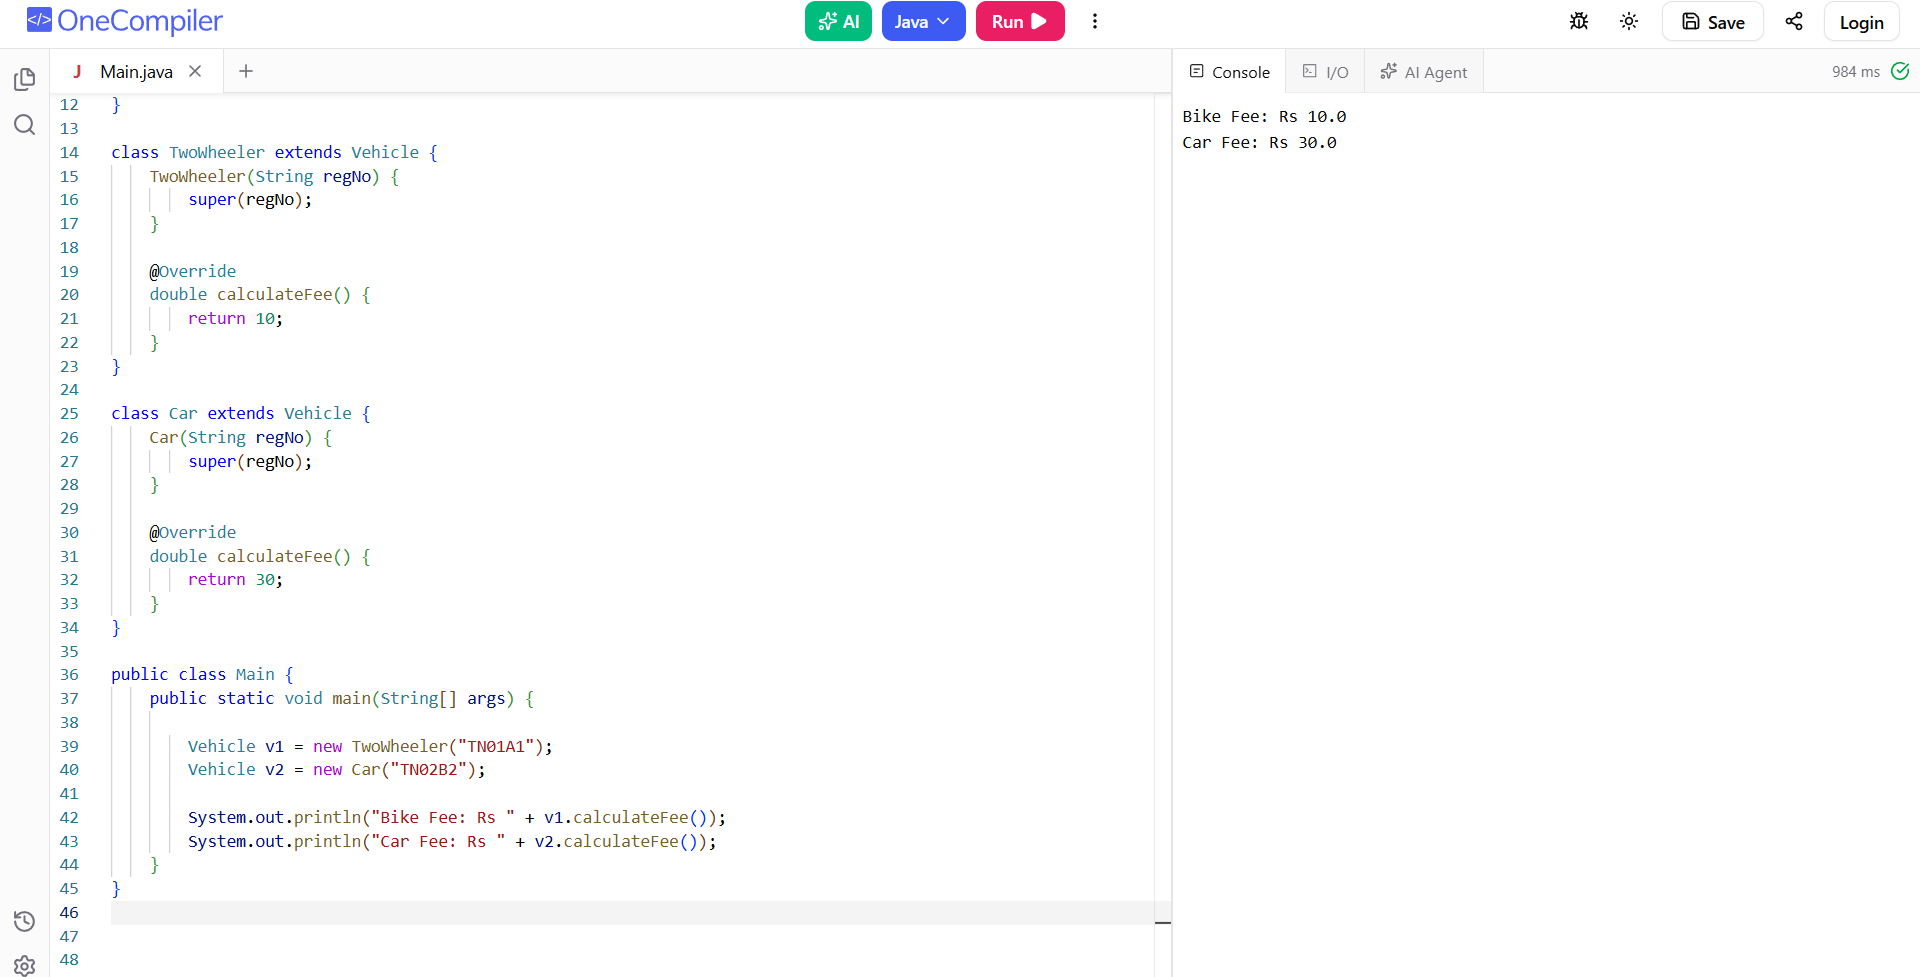 </> OneCompiler
AI
Java
Run
Save
Login
J Main.java
Console
I/O
AI Agent
984 ms
12 }
13
14 class TwoWheeler extends Vehicle {
15     TwoWheeler(String regNo) {
16         super(regNo);
17     }
18
19     @Override
20     double calculateFee() {
21         return 10;
22     }
23 }
24
25 class Car extends Vehicle {
26     Car(String regNo) {
27         super(regNo);
28     }
29
30     @Override
31     double calculateFee() {
32         return 30;
33     }
34 }
35
36 public class Main {
37     public static void main(String[] args) {
38
39         Vehicle v1 = new TwoWheeler("TN01A1");
40         Vehicle v2 = new Car("TN02B2");
41
42         System.out.println("Bike Fee: Rs " + v1.calculateFee());
43         System.out.println("Car Fee: Rs " + v2.calculateFee());
44     }
45 }
46
47
48
Bike Fee: Rs 10.0
Car Fee: Rs 30.0